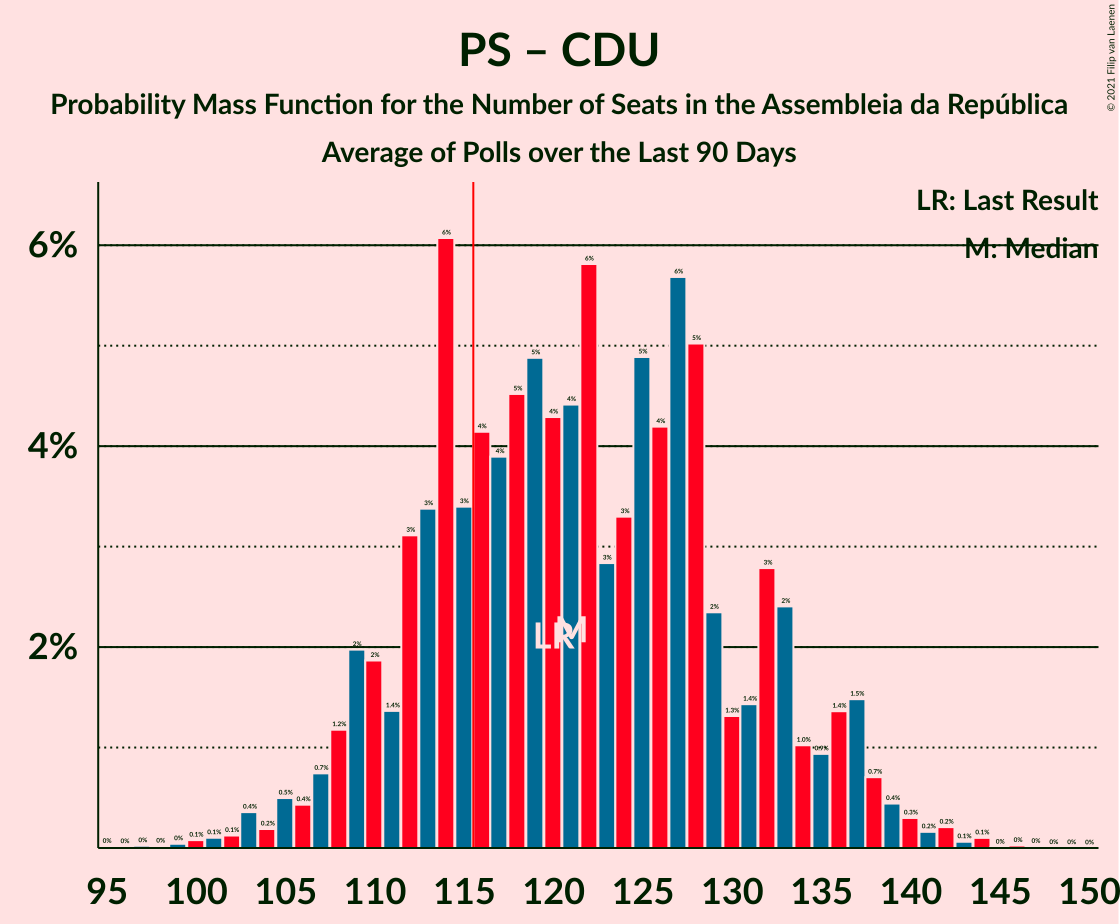 PS – CDU
Probability Mass Function for the Number of Seats in the Assembleia da República
Average of Polls over the Last 90 Days
© 2021 Filip van Laenen
LR: Last Result
M: Median
6%
4%
2%
0% 0% 0% 0% 0% 0.1% 0.1% 0.1% 0.4% 0.2% 0.5% 0.4% 0.7% 1.2% 2% 2% 1.4% 3% 3% 6% 3% 4% 4% 5% 5% 4% 4% 6% 3% 3% 5% 4% 6% 5% 2% 1.3% 1.4% 3% 2% 1.0% 0.9% 1.4% 1.5% 0.7% 0.4% 0.3% 0.2% 0.2% 0.1% 0.1% 0% 0% 0% 0% 0% 0%
LR M
95 100 105 110 115 120 125 130 135 140 145 150